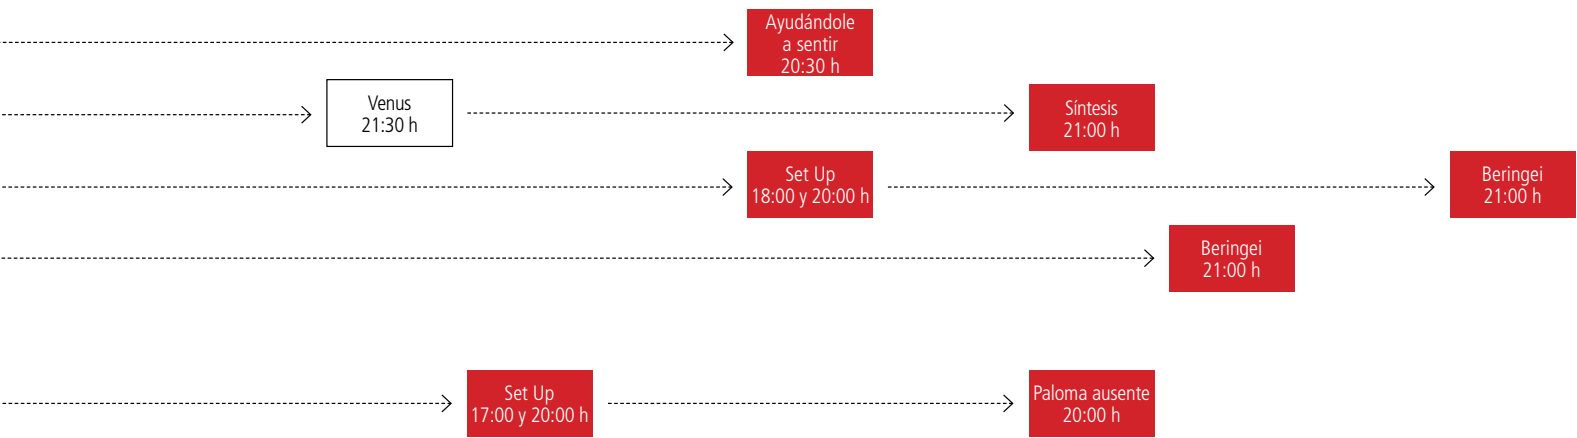 Ayudándole
a sentir
20:30 h
Venus
21:30 h
Síntesis
21:00 h
Set Up
18:00 y 20:00 h
Beringei
21:00 h
Beringei
21:00 h
Set Up
17:00 y 20:00 h
Paloma ausente
20:00 h